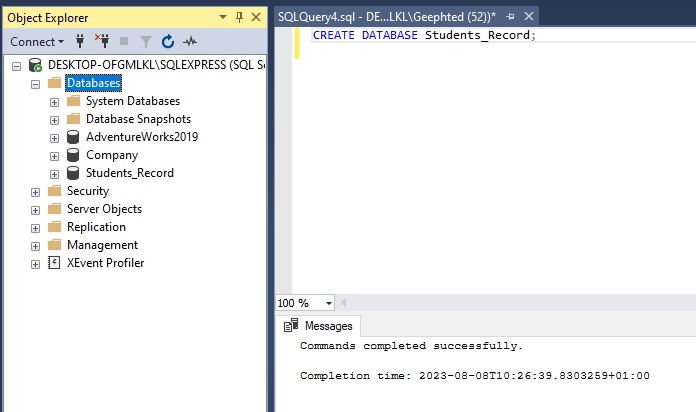 Object Explorer
Connect
DESKTOP-OFGMLKL\SQLEXPRESS (SQL Se
Databases
System Databases
Database Snapshots
AdventureWorks2019
Company
Students_Record
Security
Server Objects
Replication
Management
XEvent Profiler
SQLQuery4.sql - DE...LKL\Geephted (52))*
CREATE DATABASE Students_Record;
100 %
Messages
Commands completed successfully.
Completion time: 2023-08-08T10:26:39.8303259+01:00